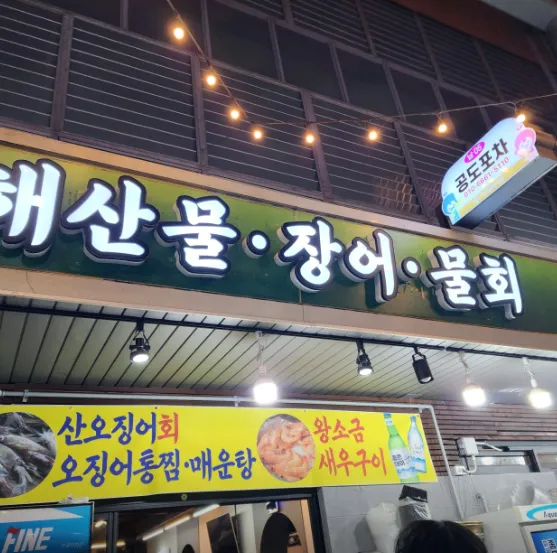 해산물·장어·물회
공도포차
산오징어회
오징어통찜·매운탕
왕소금
새우구이
FINE